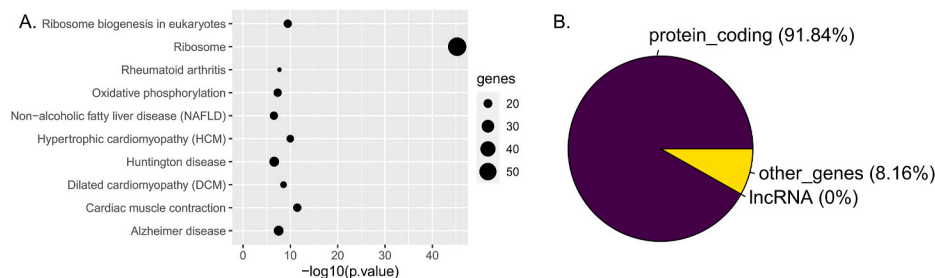 A.
Ribosome biogenesis in eukaryotes
Ribosome
Rheumatoid arthritis
Oxidative phosphorylation
Non−alcoholic fatty liver disease (NAFLD)
Hypertrophic cardiomyopathy (HCM)
Huntington disease
Dilated cardiomyopathy (DCM)
Cardiac muscle contraction
Alzheimer disease
0 10 20 30 40
−log10(p.value)
genes
20
30
40
50
B.
protein_coding (91.84%)
other_genes (8.16%)
lncRNA (0%)